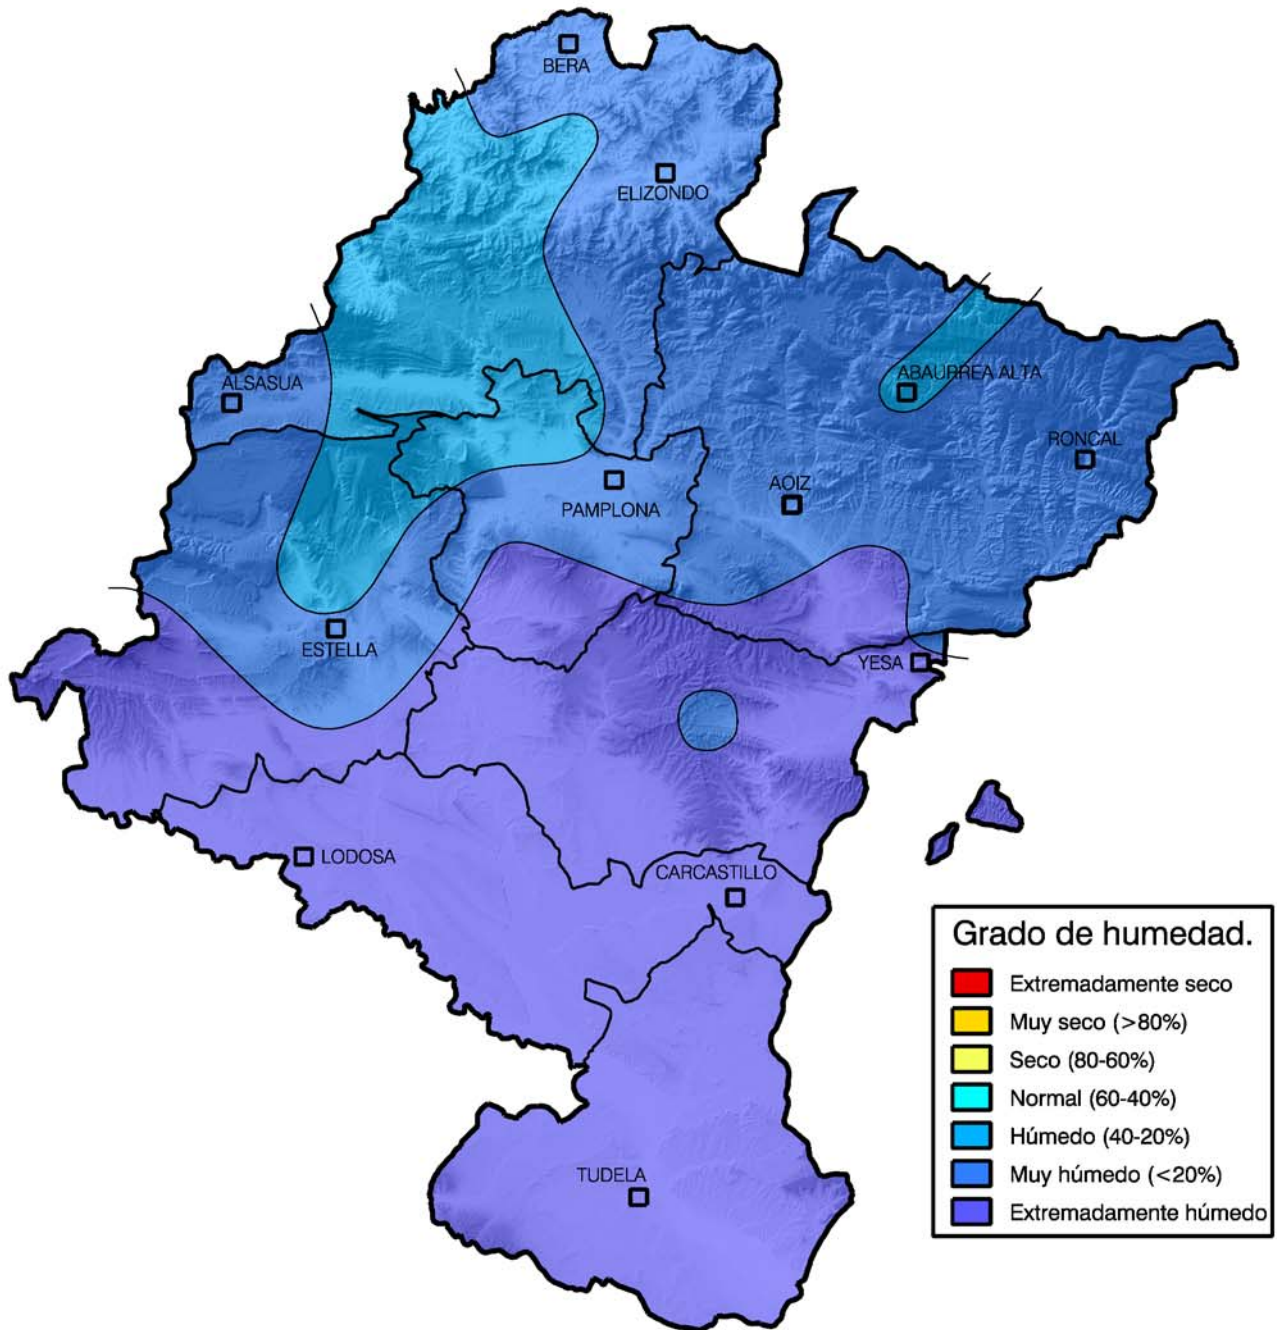 BERA
ELIZONDO
ALSASUA
ABAURREA ALTA
RONCAL
AOIZ
PAMPLONA
ESTELLA
YESA
LODOSA
CARCASTILLO
TUDELA
Grado de humedad.
Extremadamente seco
Muy seco (>80%)
Seco (80-60%)
Normal (60-40%)
Húmedo (40-20%)
Muy húmedo (<20%)
Extremadamente húmedo